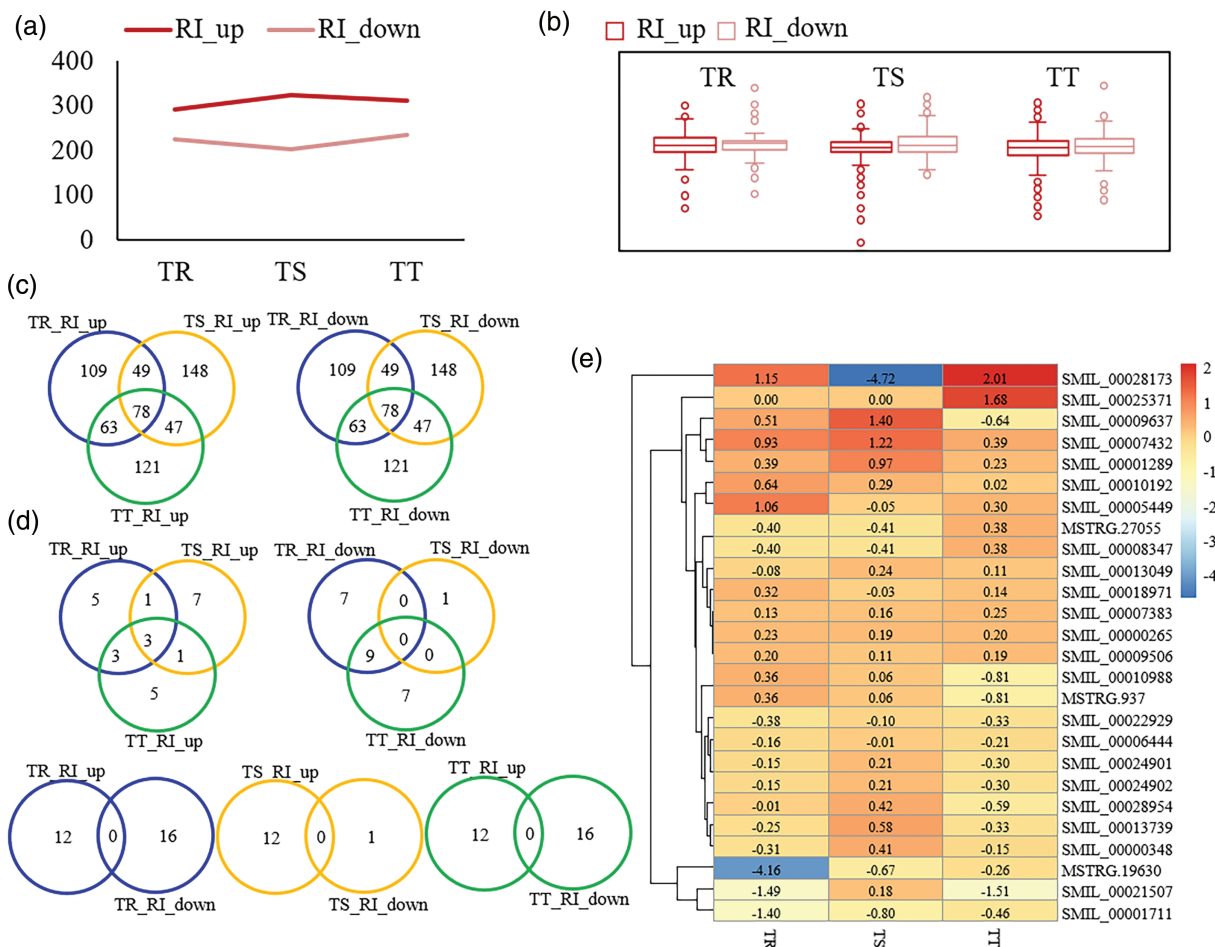 (a)
RI_up RI_down
400
300
200
100
0
TR TS TT
(b)
RI_up RI_down
TR TS TT
(c)
TR_RI_up
TS_RI_up
109 49 148
78
63 47
121
TT_RI_up
TR_RI_down
TS_RI_down
109 49 148
78
63 47
121
TT_RI_down
(d)
TR_RI_up
TS_RI_up
5 1 7
3
3 1
5
TT_RI_up
TR_RI_down
TS_RI_down
7 0 1
0
9 0
7
TT_RI_down
TR_RI_up
12 0 16
TR_RI_down
TS_RI_up
12 0 1
TS_RI_down
TT_RI_up
12 0 16
TT_RI_down
(e)
1.15 -4.72 2.01 SMIL_00028173
0.00 0.00 1.68 SMIL_00025371
0.51 1.40 -0.64 SMIL_00009637
0.93 1.22 0.39 SMIL_00007432
0.39 0.97 0.23 SMIL_00001289
0.64 0.29 0.02 SMIL_00010192
1.06 -0.05 0.30 SMIL_00005449
-0.40 -0.41 0.38 MSTRG.27055
-0.40 -0.41 0.38 SMIL_00008347
-0.08 0.24 0.11 SMIL_00013049
0.32 -0.03 0.14 SMIL_00018971
0.13 0.16 0.25 SMIL_00007383
0.23 0.19 0.20 SMIL_00000265
0.20 0.11 0.19 SMIL_00009506
0.36 0.06 -0.81 SMIL_00010988
0.36 0.06 -0.81 MSTRG.937
-0.38 -0.10 -0.33 SMIL_00022929
-0.16 -0.01 -0.21 SMIL_00006444
-0.15 0.21 -0.30 SMIL_00024901
-0.15 0.21 -0.30 SMIL_00024902
-0.01 0.42 -0.59 SMIL_00028954
-0.25 0.58 -0.33 SMIL_00013739
-0.31 0.41 -0.15 SMIL_00000348
-4.16 -0.67 -0.26 MSTRG.19630
-1.49 0.18 -1.51 SMIL_00021507
-1.40 -0.80 -0.46 SMIL_00001711
TR TS TT
2
1
0
-1
-2
-3
-4